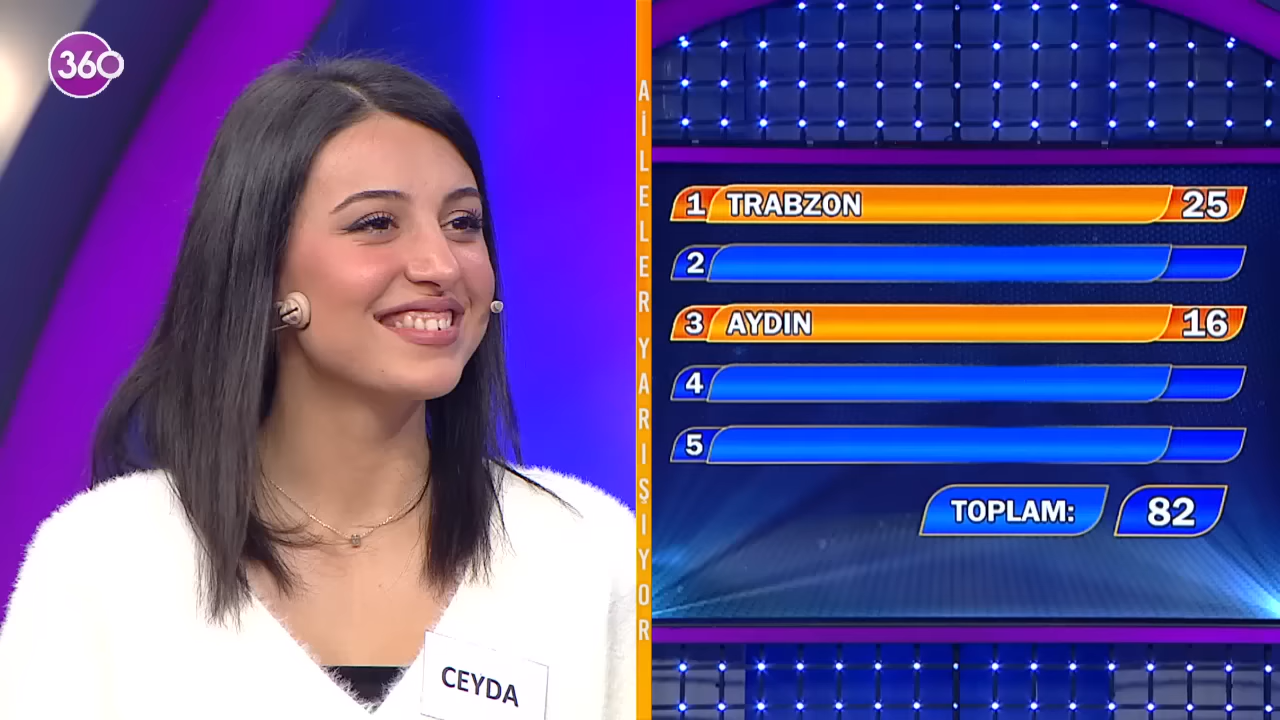 360
AİLELER YARIŞIYOR
1 TRABZON 25
2
3 AYDIN 16
4
5
TOPLAM: 82
CEYDA